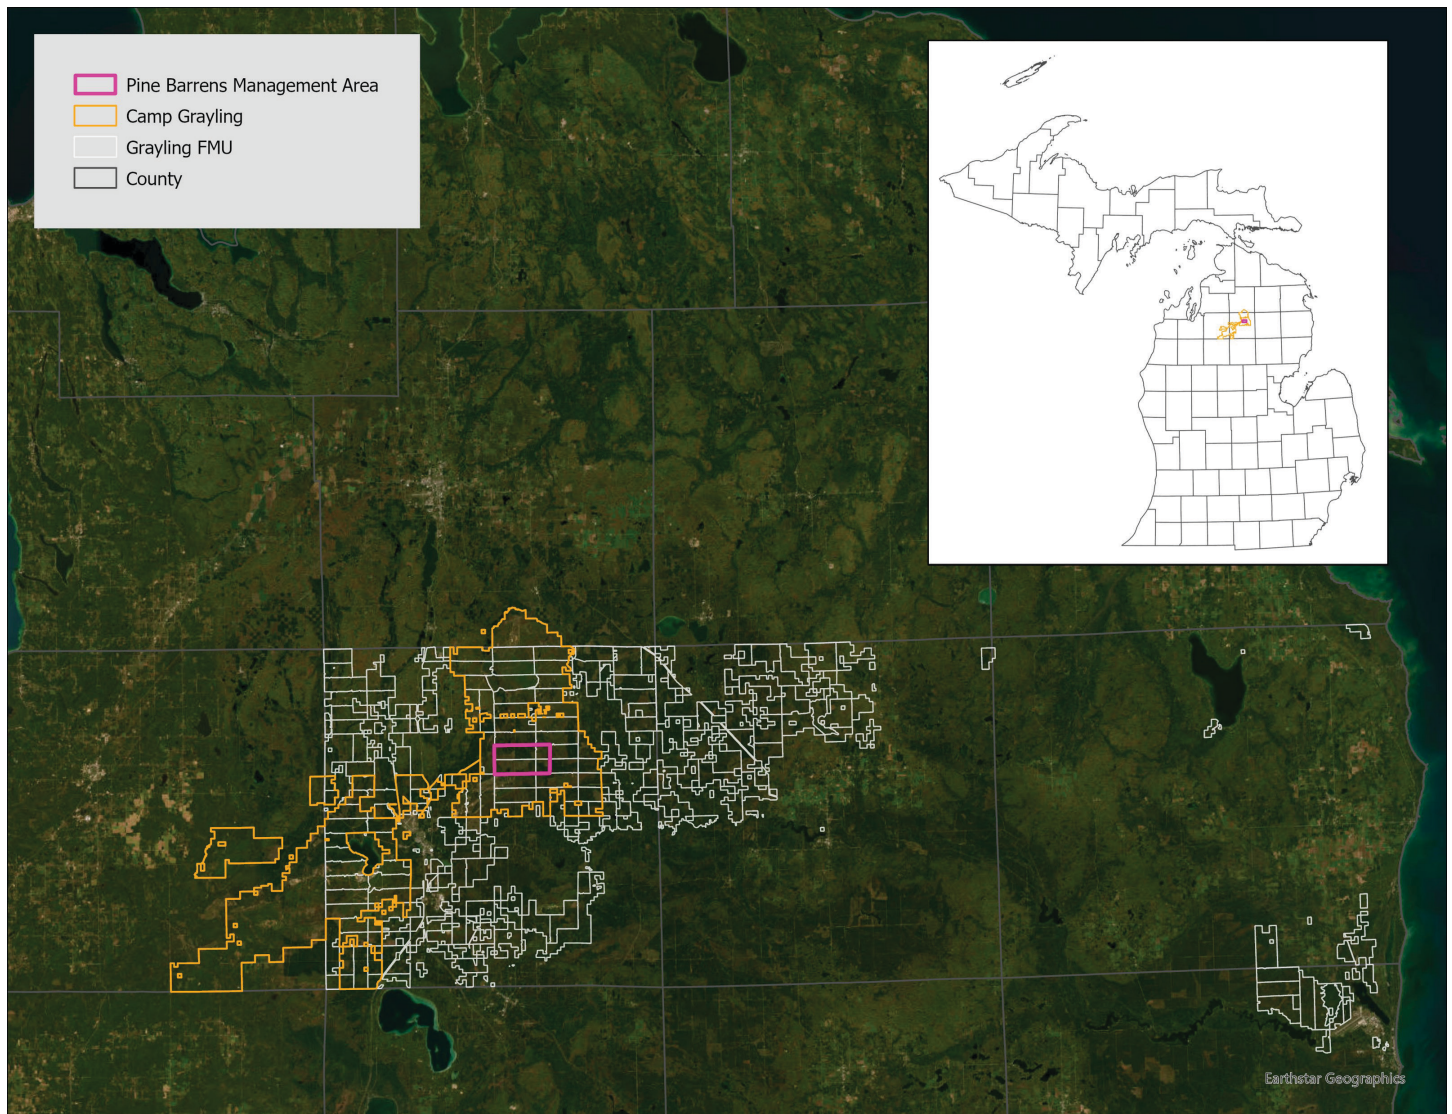 Pine Barrens Management Area
Camp Grayling
Grayling FMU
County
Earthstar Geographics